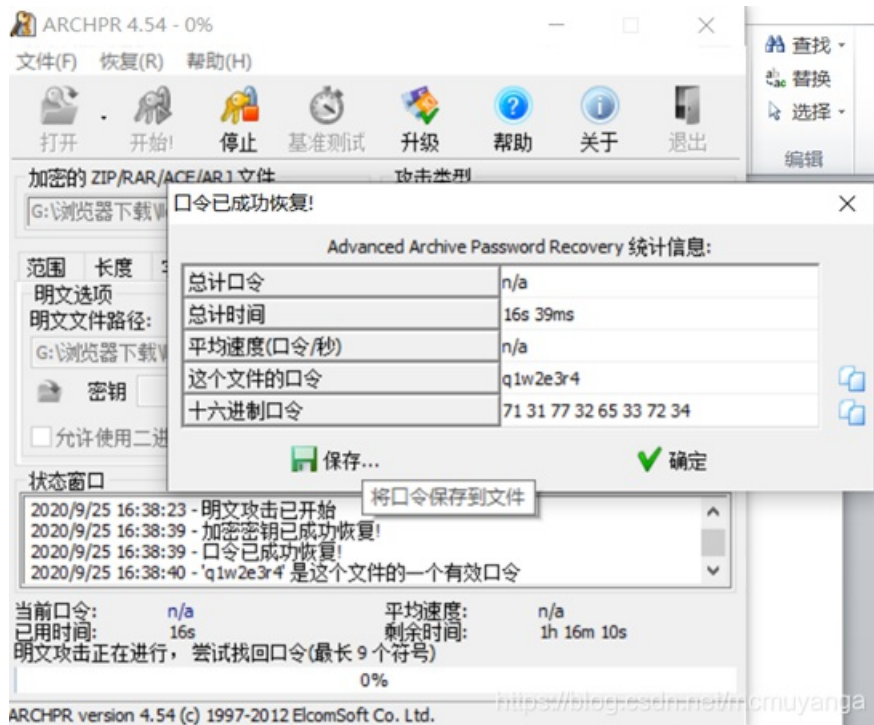 ARCHPR 4.54 - 0%
文件(F) 恢复(R) 帮助(H)
查找
替换
选择
编辑
打开 开始! 停止 基准测试 升级 帮助 关于 退出
加密的 ZIP/RAR/ACE/ARJ 文件
攻击类型
G:\浏览器下载\
口令已成功恢复!
Advanced Archive Password Recovery 统计信息:
总计口令 n/a
总计时间 16s 39ms
平均速度(口令/秒) n/a
这个文件的口令 q1w2e3r4
十六进制口令 71 31 77 32 65 33 72 34
保存... 确定
将口令保存到文件
范围 长度
明文选项
明文文件路径:
G:\浏览器下载
密钥
允许使用二进
状态窗口
2020/9/25 16:38:23 - 明文攻击已开始
2020/9/25 16:38:39 - 加密密钥已成功恢复!
2020/9/25 16:38:39 - 口令已成功恢复!
2020/9/25 16:38:40 - 'q1w2e3r4' 是这个文件的一个有效口令
当前口令: n/a 平均速度: n/a
已用时间: 16s 剩余时间: 1h 16m 10s
明文攻击正在进行，尝试找回口令(最长 9 个符号)
0%
ARCHPR version 4.54 (c) 1997-2012 ElcomSoft Co. Ltd.
https://blog.csdn.net/mcmuyanga